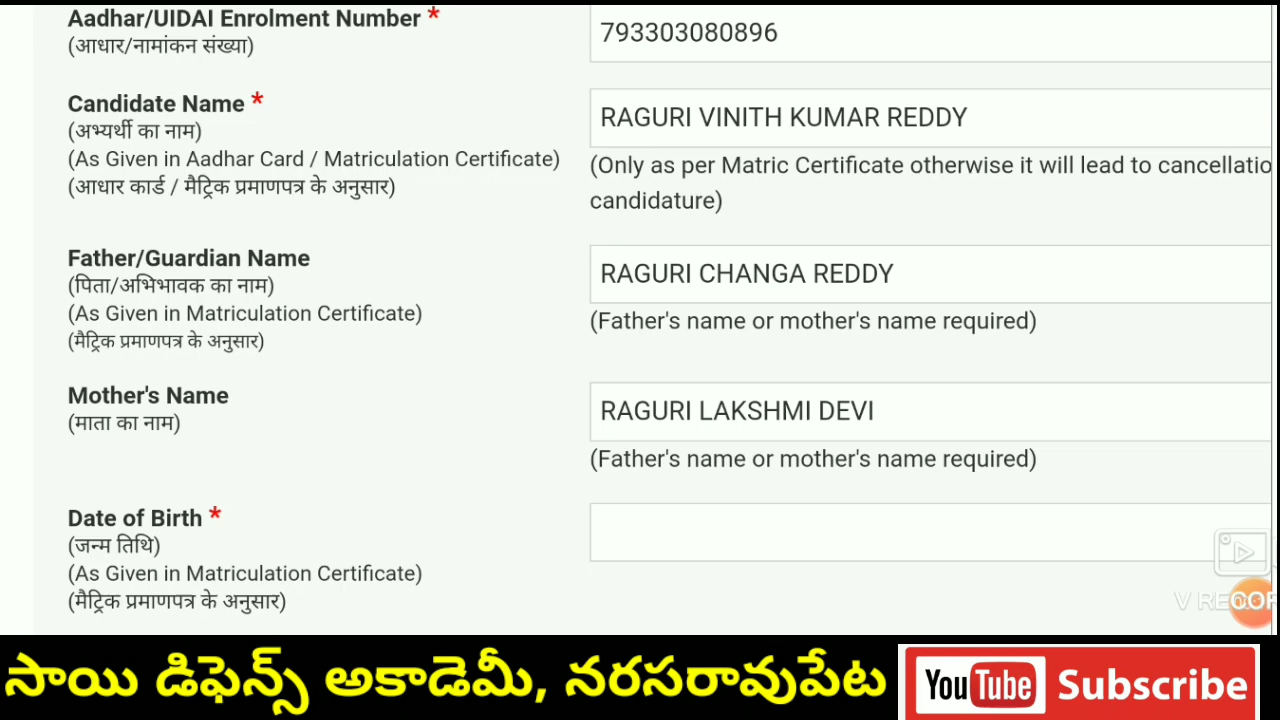 Aadhar/UIDAI Enrolment Number *
(आधार/नामांकन संख्या)
793303080896
Candidate Name *
(अभ्यर्थी का नाम)
(As Given in Aadhar Card / Matriculation Certificate)
(आधार कार्ड / मैट्रिक प्रमाणपत्र के अनुसार)
RAGURI VINITH KUMAR REDDY
(Only as per Matric Certificate otherwise it will lead to cancellatio
candidature)
Father/Guardian Name
(पिता/अभिभावक का नाम)
(As Given in Matriculation Certificate)
(मैट्रिक प्रमाणपत्र के अनुसार)
RAGURI CHANGA REDDY
(Father's name or mother's name required)
Mother's Name
(माता का नाम)
RAGURI LAKSHMI DEVI
(Father's name or mother's name required)
Date of Birth *
(जन्म तिथि)
(As Given in Matriculation Certificate)
(मैट्रिक प्रमाणपत्र के अनुसार)
V RE
సాయి డిఫెన్స్ అకాడెమీ, నరసరావుపేట
YouTube Subscribe